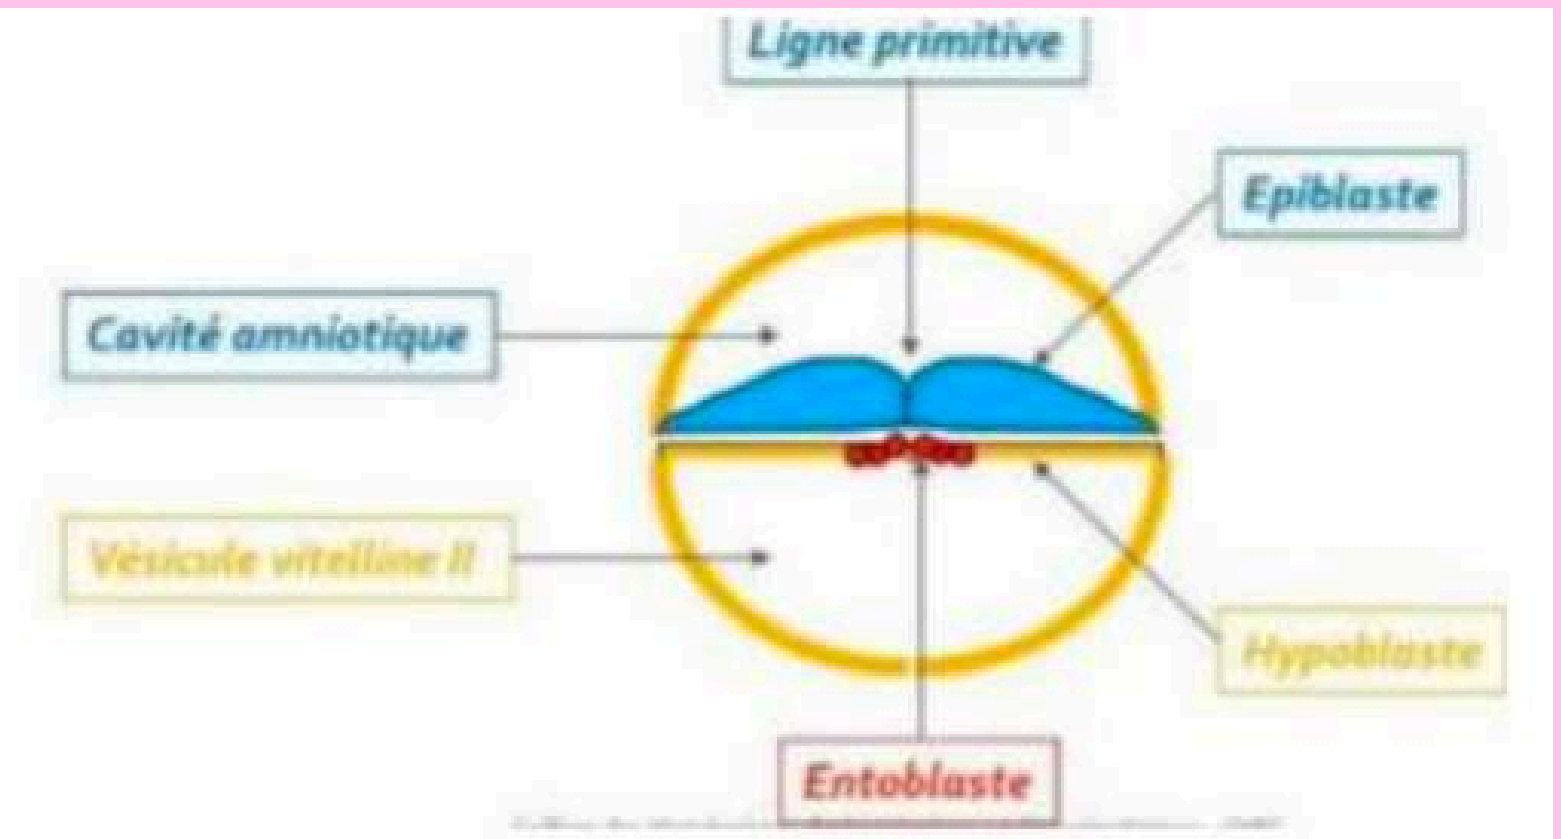 Ligne primitive
Epiblaste
Cavité amniotique
Vésicule vitelline II
Hypoblaste
Entoblaste